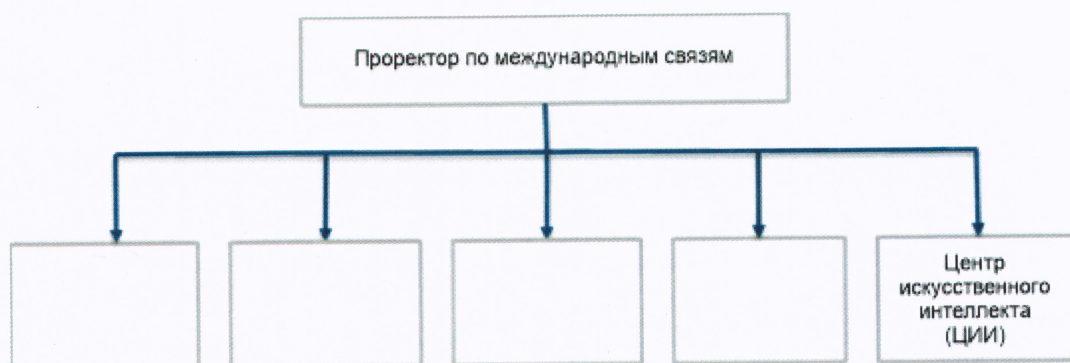 Проректор по международным связям
Центр
искусственного
интеллекта
(ЦИИ)